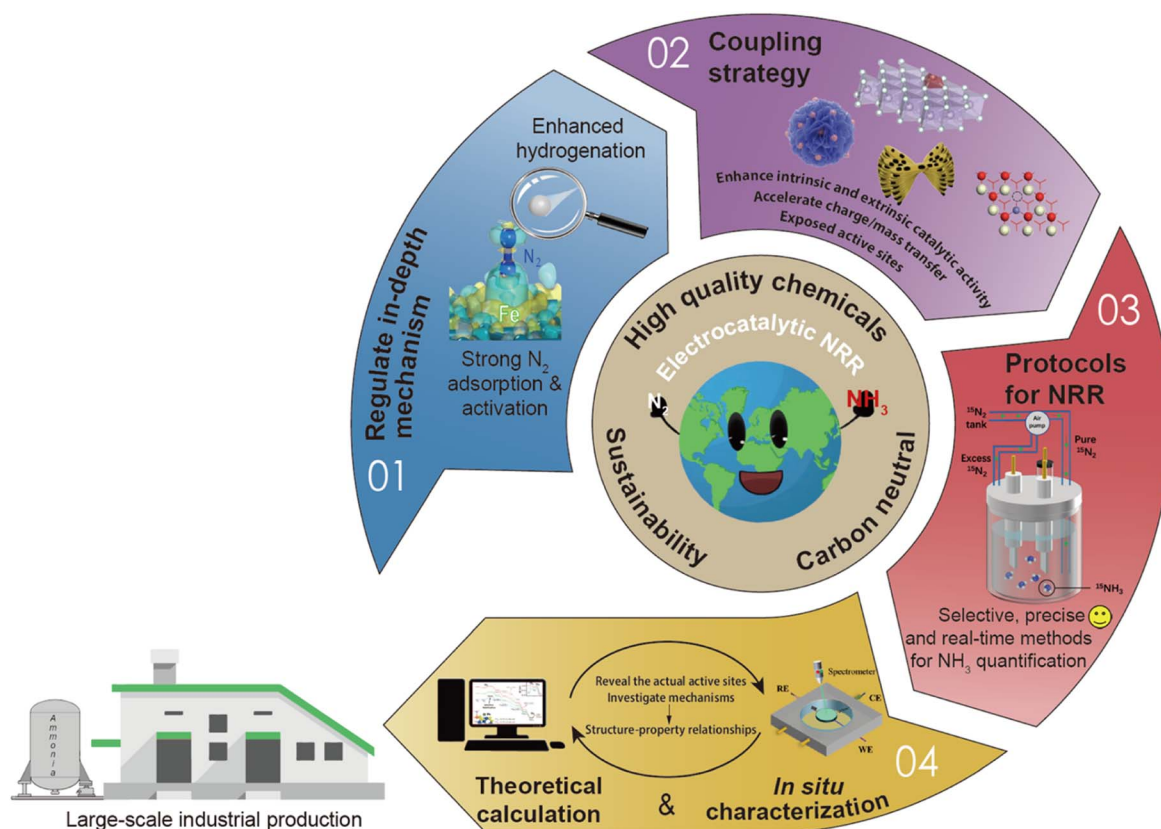 01
Regulate in-depth
mechanism
Enhanced
hydrogenation
N₂
Fe
Strong N₂
adsorption &
activation
02
Coupling
strategy
Enhance intrinsic and extrinsic catalytic activity
Accelerate charge/mass transfer
Exposed active sites
03
Protocols
for NRR
¹⁵N₂
tank
Air
pump
Excess
¹⁵N₂
Pure
¹⁵N₂
¹⁵NH₃
Selective, precise
and real-time methods
for NH₃ quantification
04
Reveal the actual active sites
Investigate mechanisms
Structure-property relationships
Spectrometer
RE
CE
WE
Theoretical
calculation
&
In situ
characterization
High quality chemicals
Electrocatalytic NRR
N₂
NH₃
Sustainability
Carbon neutral
Ammonia
Large-scale industrial production